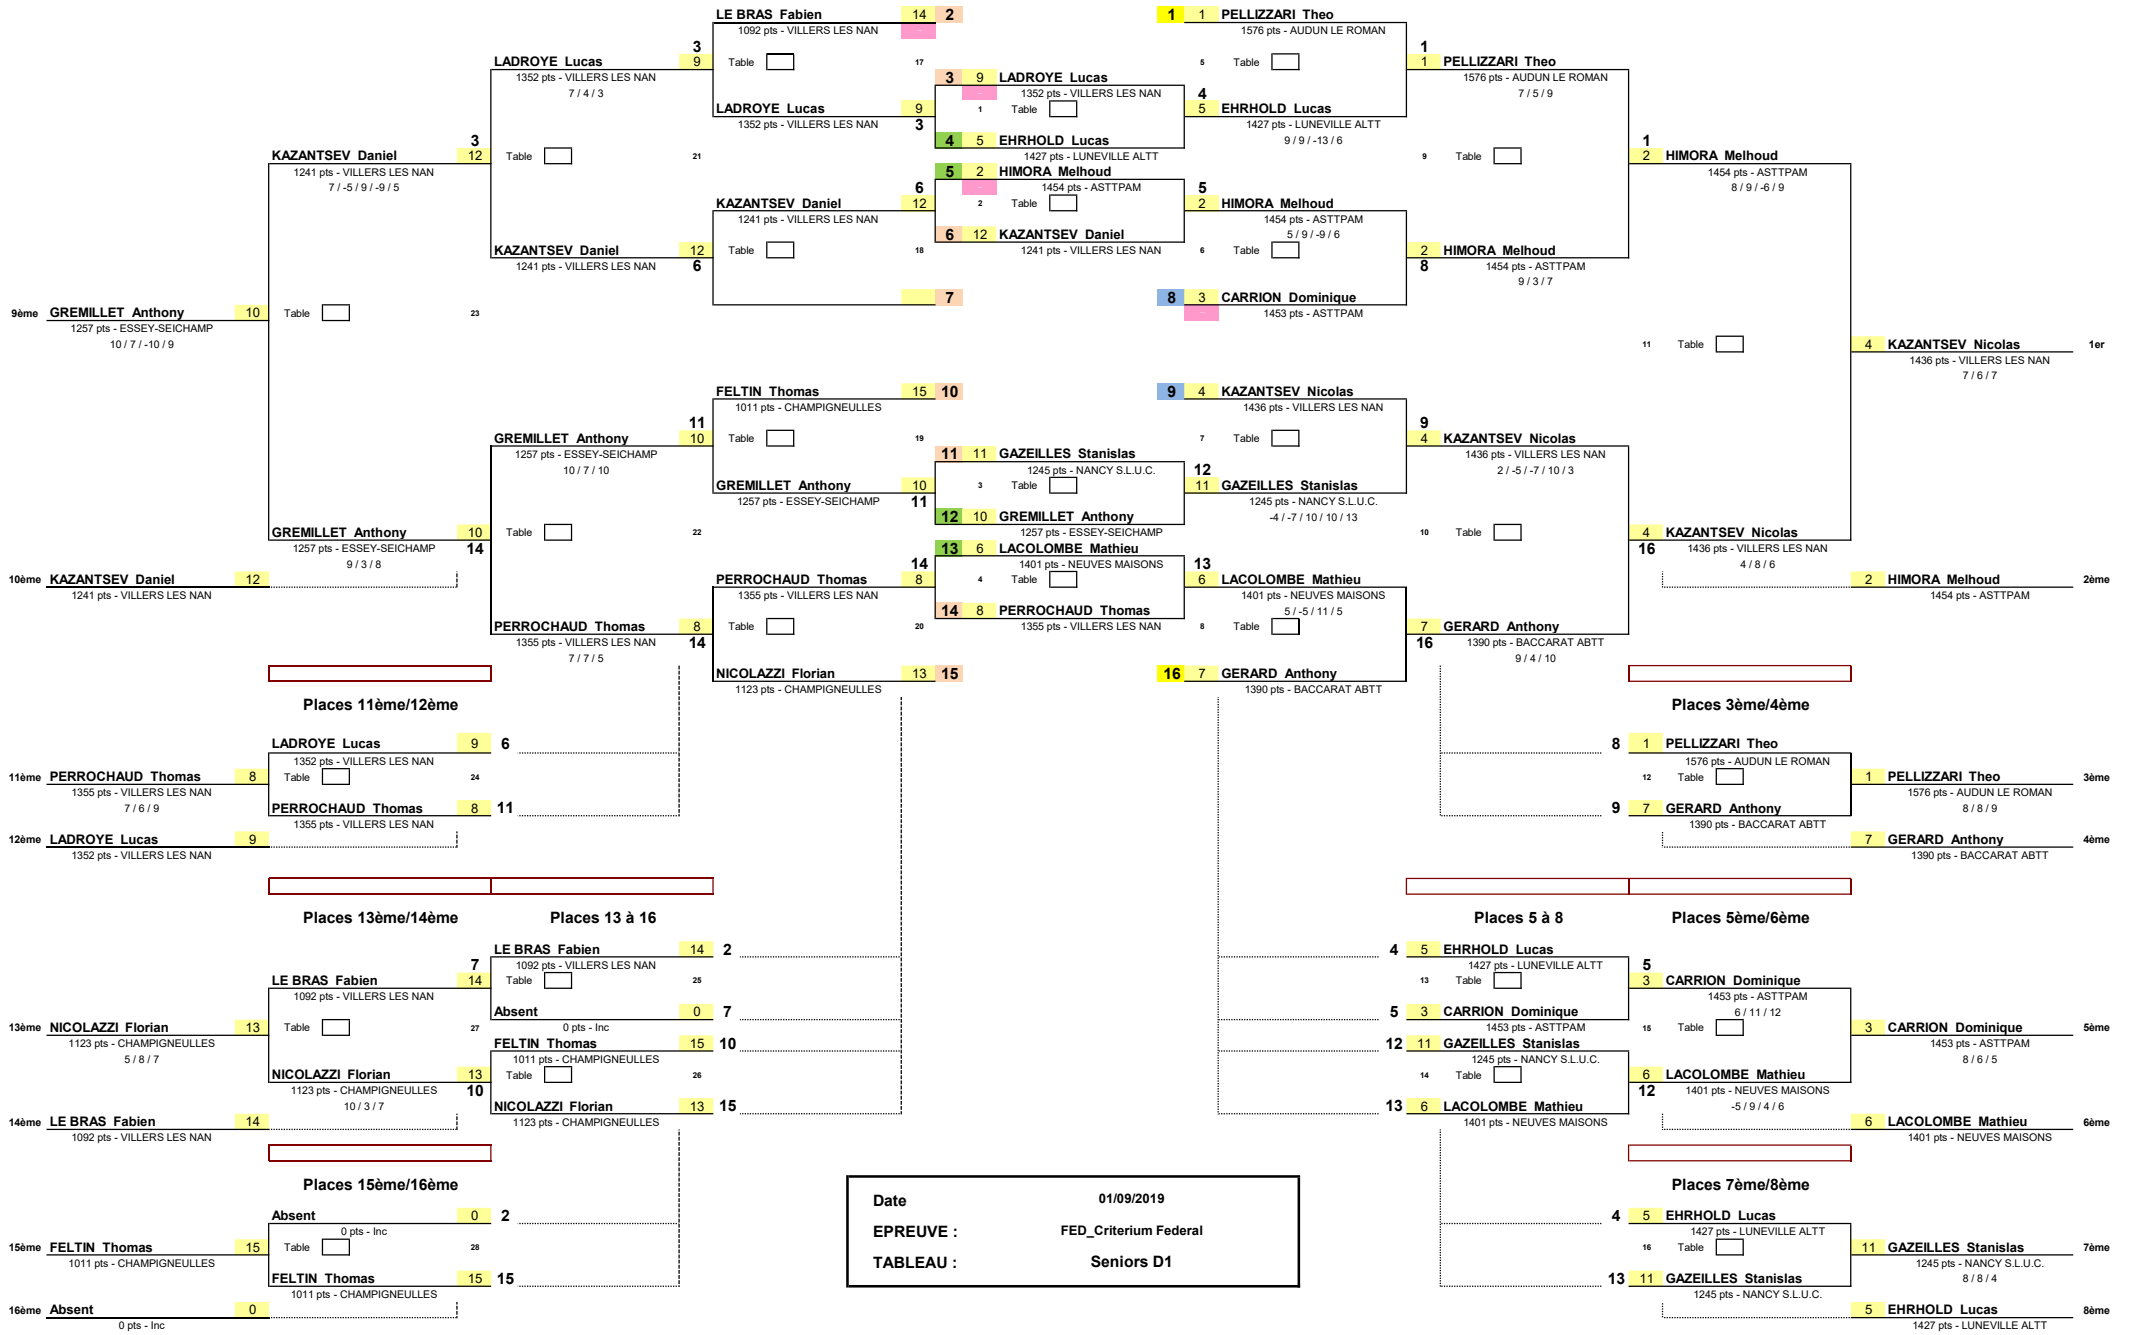 LE BRAS Fabien 14 2
1092 pts - VILLERS LES NAN
1 1 PELLIZZARI Theo
1576 pts - AUDUN LE ROMAN
3
LADROYE Lucas 9
1352 pts - VILLERS LES NAN
7 / 4 / 3
Table 17
5 Table
1
1 PELLIZZARI Theo
1576 pts - AUDUN LE ROMAN
7 / 5 / 9
3 9 LADROYE Lucas
1352 pts - VILLERS LES NAN
1 Table
LADROYE Lucas 9
1352 pts - VILLERS LES NAN
3
4
5 EHRHOLD Lucas
1427 pts - LUNEVILLE ALTT
9 / 9 / -13 / 6
4 5 EHRHOLD Lucas
1427 pts - LUNEVILLE ALTT
3
KAZANTSEV Daniel 12
1241 pts - VILLERS LES NAN
7 / -5 / 9 / -9 / 5
Table 21
9 Table
1
2 HIMORA Melhoud
1454 pts - ASTTPAM
8 / 9 / -6 / 9
5 2 HIMORA Melhoud
1454 pts - ASTTPAM
2 Table
6
KAZANTSEV Daniel 12
1241 pts - VILLERS LES NAN
5
2 HIMORA Melhoud
1454 pts - ASTTPAM
5 / 9 / -9 / 6
6 12 KAZANTSEV Daniel
1241 pts - VILLERS LES NAN
KAZANTSEV Daniel 12
1241 pts - VILLERS LES NAN
6
Table 18
6 Table
2 HIMORA Melhoud
8
1454 pts - ASTTPAM
9 / 3 / 7
7
8 3 CARRION Dominique
1453 pts - ASTTPAM
9ème GREMILLET Anthony 10
1257 pts - ESSEY-SEICHAMP
10 / 7 / -10 / 9
Table 23
11 Table
4 KAZANTSEV Nicolas 1er
1436 pts - VILLERS LES NAN
7 / 6 / 7
FELTIN Thomas 15 10
1011 pts - CHAMPIGNEULLES
9 4 KAZANTSEV Nicolas
1436 pts - VILLERS LES NAN
11
GREMILLET Anthony 10
1257 pts - ESSEY-SEICHAMP
10 / 7 / 10
Table 19
7 Table
9
4 KAZANTSEV Nicolas
1436 pts - VILLERS LES NAN
2 / -5 / -7 / 10 / 3
11 11 GAZEILLES Stanislas
1245 pts - NANCY S.L.U.C.
3 Table
GREMILLET Anthony 10
1257 pts - ESSEY-SEICHAMP
11
12
11 GAZEILLES Stanislas
1245 pts - NANCY S.L.U.C.
-4 / -7 / 10 / 10 / 13
12 10 GREMILLET Anthony
1257 pts - ESSEY-SEICHAMP
GREMILLET Anthony 10
1257 pts - ESSEY-SEICHAMP
14
9 / 3 / 8
Table 22
10 Table
4 KAZANTSEV Nicolas
16
1436 pts - VILLERS LES NAN
4 / 8 / 6
13 6 LACOLOMBE Mathieu
1401 pts - NEUVES MAISONS
4 Table
10ème KAZANTSEV Daniel 12
1241 pts - VILLERS LES NAN
14
PERROCHAUD Thomas 8
1355 pts - VILLERS LES NAN
13
6 LACOLOMBE Mathieu
1401 pts - NEUVES MAISONS
5 / -5 / 11 / 5
2 HIMORA Melhoud 2ème
1454 pts - ASTTPAM
14 8 PERROCHAUD Thomas
1355 pts - VILLERS LES NAN
PERROCHAUD Thomas 8
1355 pts - VILLERS LES NAN
14
7 / 7 / 5
Table 20
8 Table
7 GERARD Anthony
16
1390 pts - BACCARAT ABTT
9 / 4 / 10
NICOLAZZI Florian 13 15
1123 pts - CHAMPIGNEULLES
16 7 GERARD Anthony
1390 pts - BACCARAT ABTT
Places 11ème/12ème
Places 3ème/4ème
LADROYE Lucas 9 6
1352 pts - VILLERS LES NAN
8 1 PELLIZZARI Theo
1576 pts - AUDUN LE ROMAN
11ème PERROCHAUD Thomas 8
1355 pts - VILLERS LES NAN
7 / 6 / 9
Table 24
12 Table
1 PELLIZZARI Theo 3ème
1576 pts - AUDUN LE ROMAN
8 / 8 / 9
PERROCHAUD Thomas 8 11
1355 pts - VILLERS LES NAN
9 7 GERARD Anthony
1390 pts - BACCARAT ABTT
12ème LADROYE Lucas 9
1352 pts - VILLERS LES NAN
7 GERARD Anthony 4ème
1390 pts - BACCARAT ABTT
Places 13ème/14ème
Places 13 à 16
Places 5 à 8
Places 5ème/6ème
LE BRAS Fabien 14 2
1092 pts - VILLERS LES NAN
4 5 EHRHOLD Lucas
1427 pts - LUNEVILLE ALTT
7
LE BRAS Fabien 14
1092 pts - VILLERS LES NAN
Table 25
13 Table
5
3 CARRION Dominique
1453 pts - ASTTPAM
6 / 11 / 12
Absent 0 7
0 pts - Inc
5 3 CARRION Dominique
1453 pts - ASTTPAM
13ème NICOLAZZI Florian 13
1123 pts - CHAMPIGNEULLES
5 / 8 / 7
Table 27
15 Table
3 CARRION Dominique 5ème
1453 pts - ASTTPAM
8 / 6 / 5
FELTIN Thomas 15 10
1011 pts - CHAMPIGNEULLES
12 11 GAZEILLES Stanislas
1245 pts - NANCY S.L.U.C.
NICOLAZZI Florian 13
1123 pts - CHAMPIGNEULLES
10
10 / 3 / 7
Table 26
14 Table
6 LACOLOMBE Mathieu
12
1401 pts - NEUVES MAISONS
-5 / 9 / 4 / 6
NICOLAZZI Florian 13 15
1123 pts - CHAMPIGNEULLES
13 6 LACOLOMBE Mathieu
1401 pts - NEUVES MAISONS
14ème LE BRAS Fabien 14
1092 pts - VILLERS LES NAN
6 LACOLOMBE Mathieu 6ème
1401 pts - NEUVES MAISONS
Places 15ème/16ème
Places 7ème/8ème
Date 01/09/2019
EPREUVE : FED_Criterium Federal
TABLEAU : Seniors D1
Absent 0 2
0 pts - Inc
4 5 EHRHOLD Lucas
1427 pts - LUNEVILLE ALTT
15ème FELTIN Thomas 15
1011 pts - CHAMPIGNEULLES
Table 28
16 Table
11 GAZEILLES Stanislas 7ème
1245 pts - NANCY S.L.U.C.
8 / 8 / 4
FELTIN Thomas 15 15
1011 pts - CHAMPIGNEULLES
13 11 GAZEILLES Stanislas
1245 pts - NANCY S.L.U.C.
16ème Absent 0
0 pts - Inc
5 EHRHOLD Lucas 8ème
1427 pts - LUNEVILLE ALTT